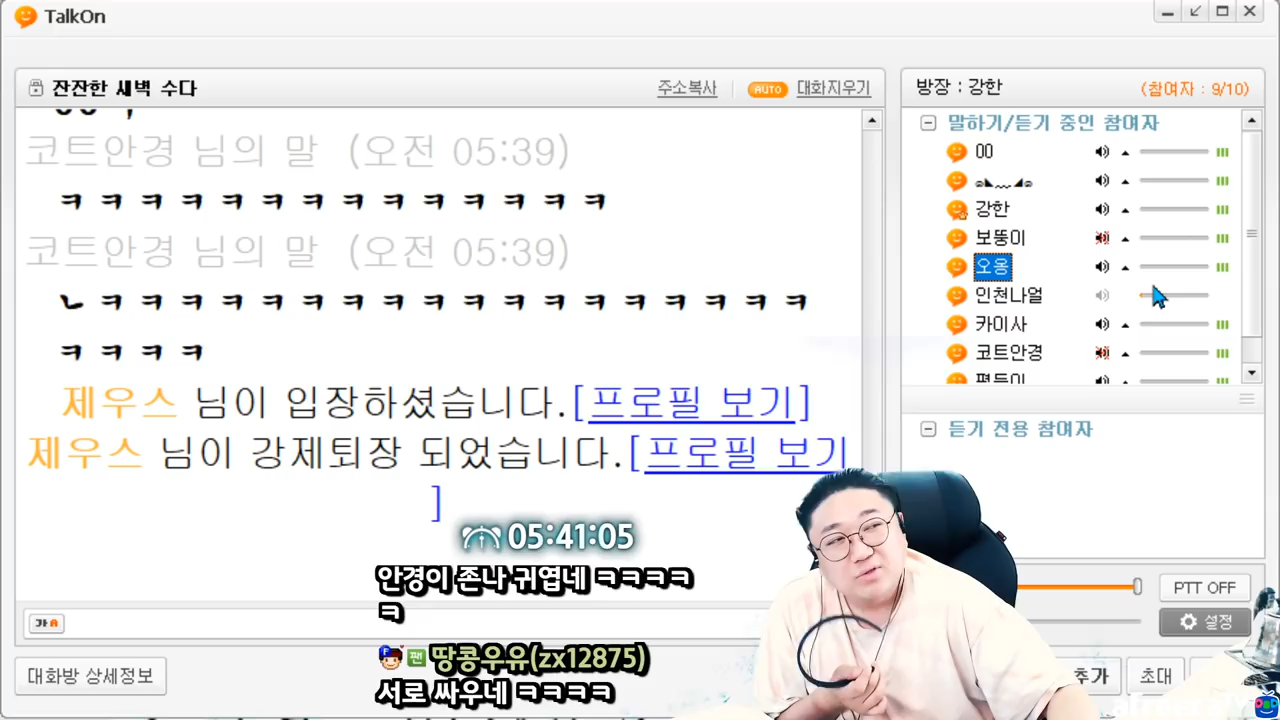 TalkOn
잔잔한 새벽 수다
주소복사
AUTO
대화지우기
코트안경 님의 말 (오전 05:39)
ㅋㅋㅋㅋㅋㅋㅋㅋㅋㅋㅋㅋㅋㅋ
코트안경 님의 말 (오전 05:39)
ㄴㅋㅋㅋㅋㅋㅋㅋㅋㅋㅋㅋㅋㅋㅋㅋㅋㅋㅋ
ㅋㅋㅋㅋ
제우스 님이 입장하셨습니다.[프로필 보기]
제우스 님이 강제퇴장 되었습니다.[프로필 보기
]
05:41:05
안경이 존나 귀엽네 ㅋㅋㅋㅋ
ㅋ
F 팬 땅콩우유(zx12875)
서로 싸우네 ㅋㅋㅋㅋ
가A
대화방 상세정보
방장 : 강한
(참여자 : 9/10)
말하기/듣기 중인 참여자
00
강한
보뚱이
오옹
인천나얼
카이사
코트안경
듣기 전용 참여자
PTT OFF
설정
추가
초대